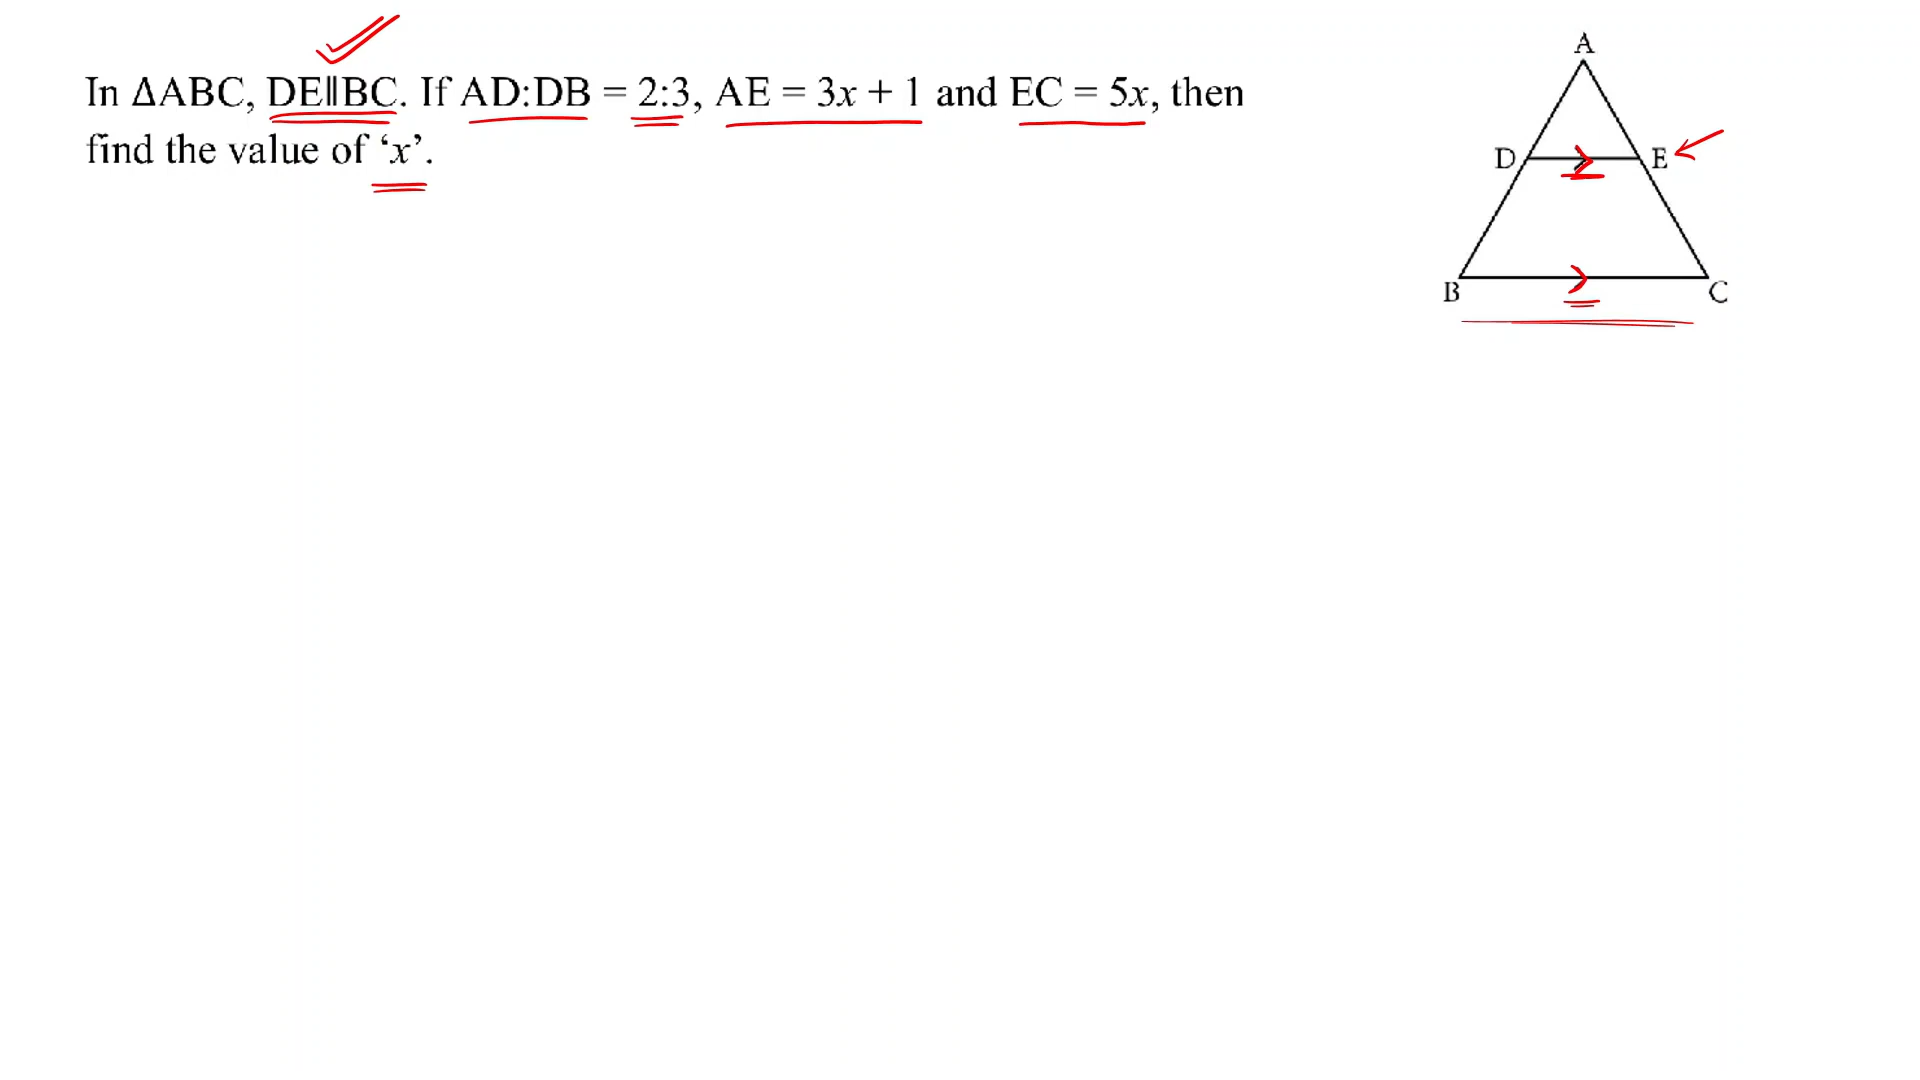 In ΔABC, DE∥BC. If AD:DB = 2:3, AE = 3x + 1 and EC = 5x, then
find the value of ‘x’.
A
D
E
B
C